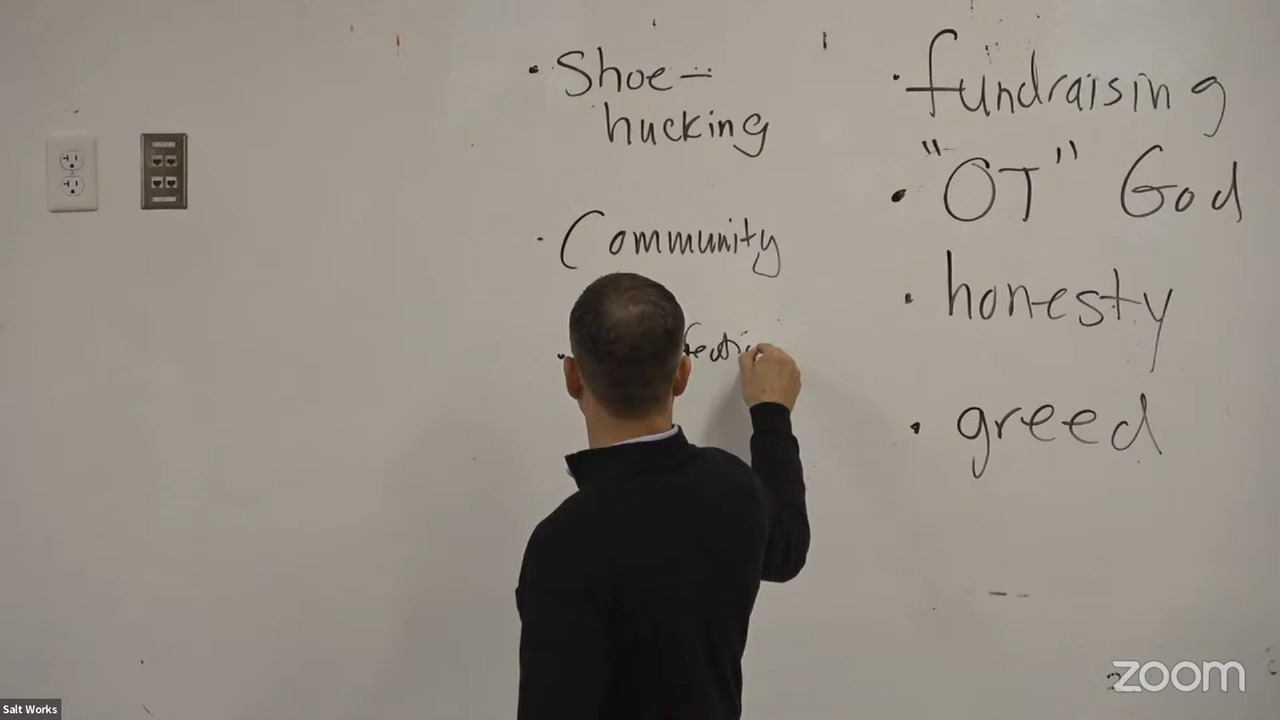 • Shoe-
hucking
• Community
• fundraising
• "OT" God
• honesty
• greed
zoom
Salt Works